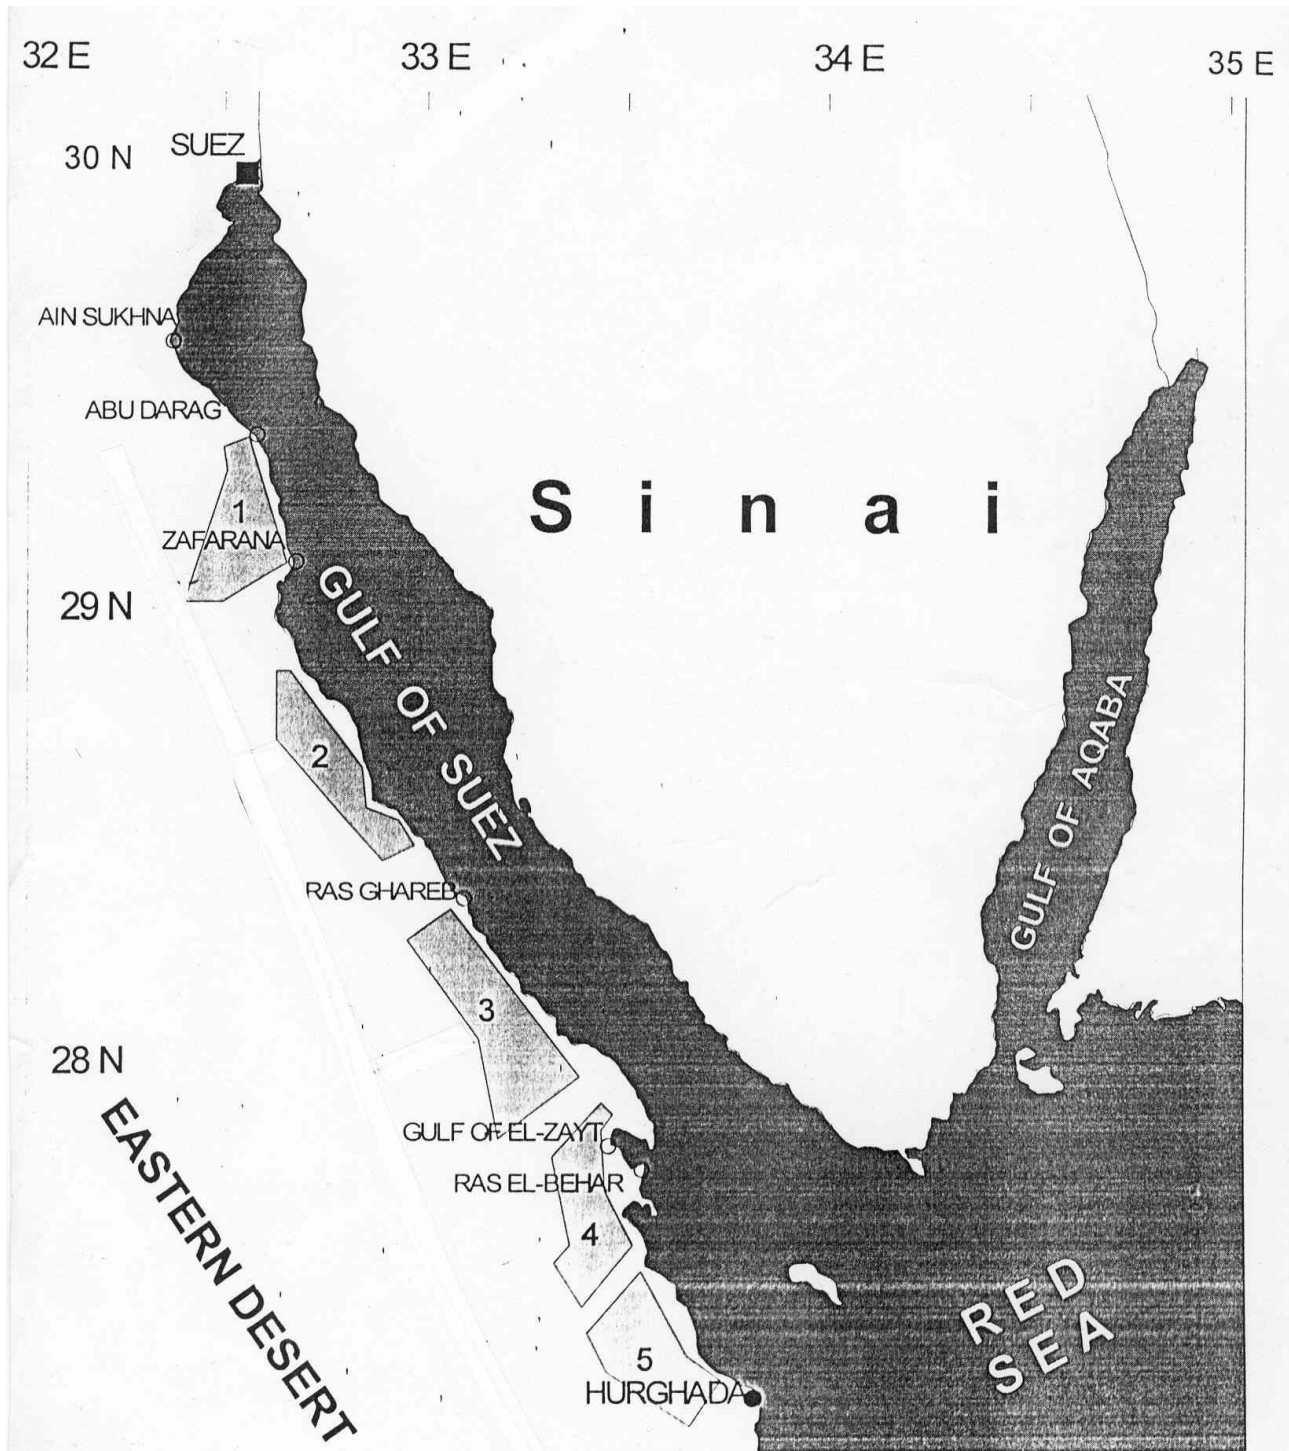 32 E
33 E
34 E
35 E
SUEZ
30 N
AIN SUKHNA
ABU DARAG
S i n a i
1
ZAFARANA
29 N
GULF OF SUEZ
GULF OF AQABA
2
RAS GHAREB
3
28 N
EASTERN DESERT
GULF OF EL-ZAYT
RAS EL-BEHAR
4
RED
SEA
5
HURGHADA